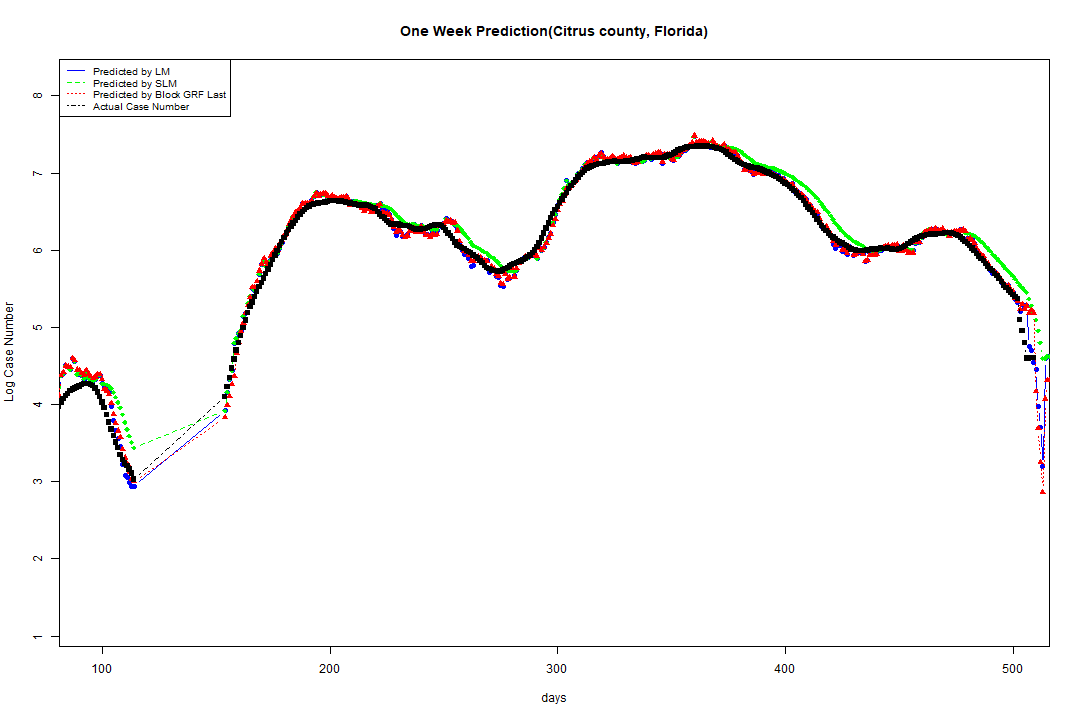 One Week Prediction(Citrus county, Florida)
Predicted by LM
Predicted by SLM
Predicted by Block GRF Last
Actual Case Number
8
7
6
5
4
3
2
1
Log Case Number
100 200 300 400 500
days